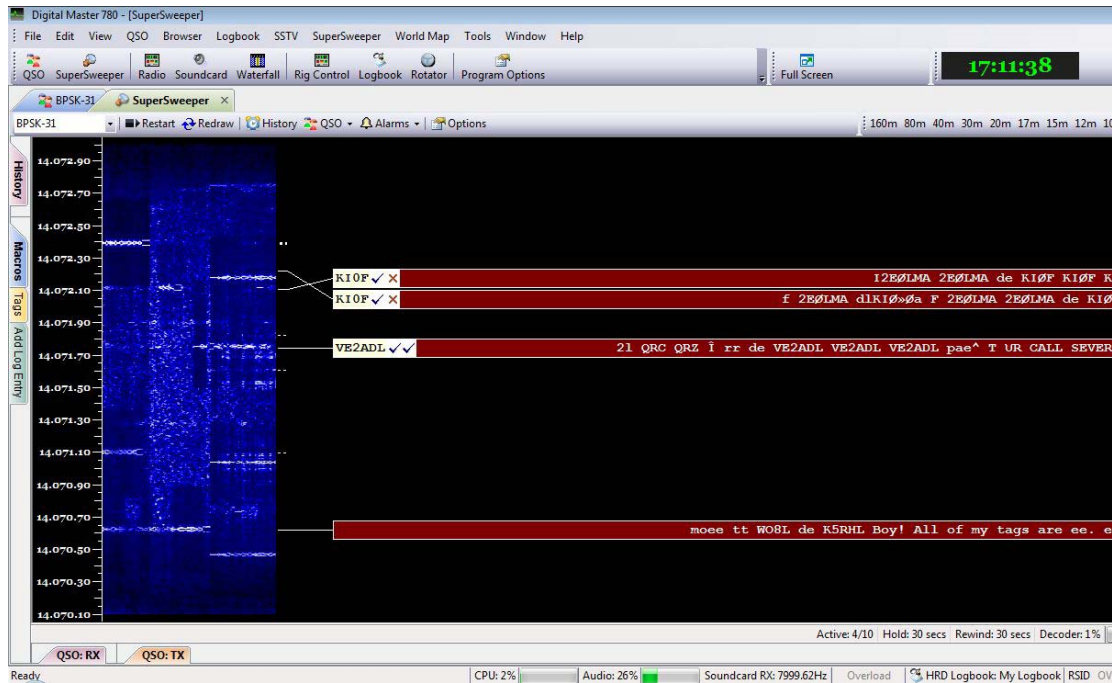 Digital Master 780 - [SuperSweeper]
File Edit View QSO Browser Logbook SSTV SuperSweeper World Map Tools Window Help
QSO SuperSweeper Radio Soundcard Waterfall Rig Control Logbook Rotator Program Options Full Screen 17:11:38
BPSK-31 SuperSweeper ×
BPSK-31 Restart Redraw History QSO Alarms Options 160m 80m 40m 30m 20m 17m 15m 12m 10
History
Macros
Tags
Add Log Entry
14.072.90
14.072.70
14.072.50
14.072.30
KI0F ✓ × I2EØLMA 2EØLMA de KIØF KIØF K
14.072.10
KI0F ✓ × f 2EØLMA dlKIØ»Øa F 2EØLMA 2EØLMA de KIØ
14.071.90
VE2ADL ✓✓ 2l QRC QRZ Î rr de VE2ADL VE2ADL VE2ADL pae^ T UR CALL SEVER
14.071.70
14.071.50
14.071.30
14.071.10
14.070.90
14.070.70
moee tt WO8L de K5RHL Boy! All of my tags are ee. e
14.070.50
14.070.30
14.070.10
Active: 4/10 Hold: 30 secs Rewind: 30 secs Decoder: 1%
QSO: RX QSO: TX
Ready CPU: 2% Audio: 26% Soundcard RX: 7999.62Hz Overload HRD Logbook: My Logbook RSID OV